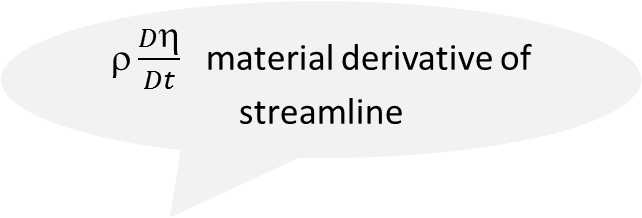 ρ Dη/Dt material derivative of
streamline